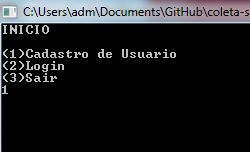 C:\Users\adm\Documents\GitHub\coleta-s
INICIO
(1)Cadastro de Usuario
(2)Login
(3)Sair
1